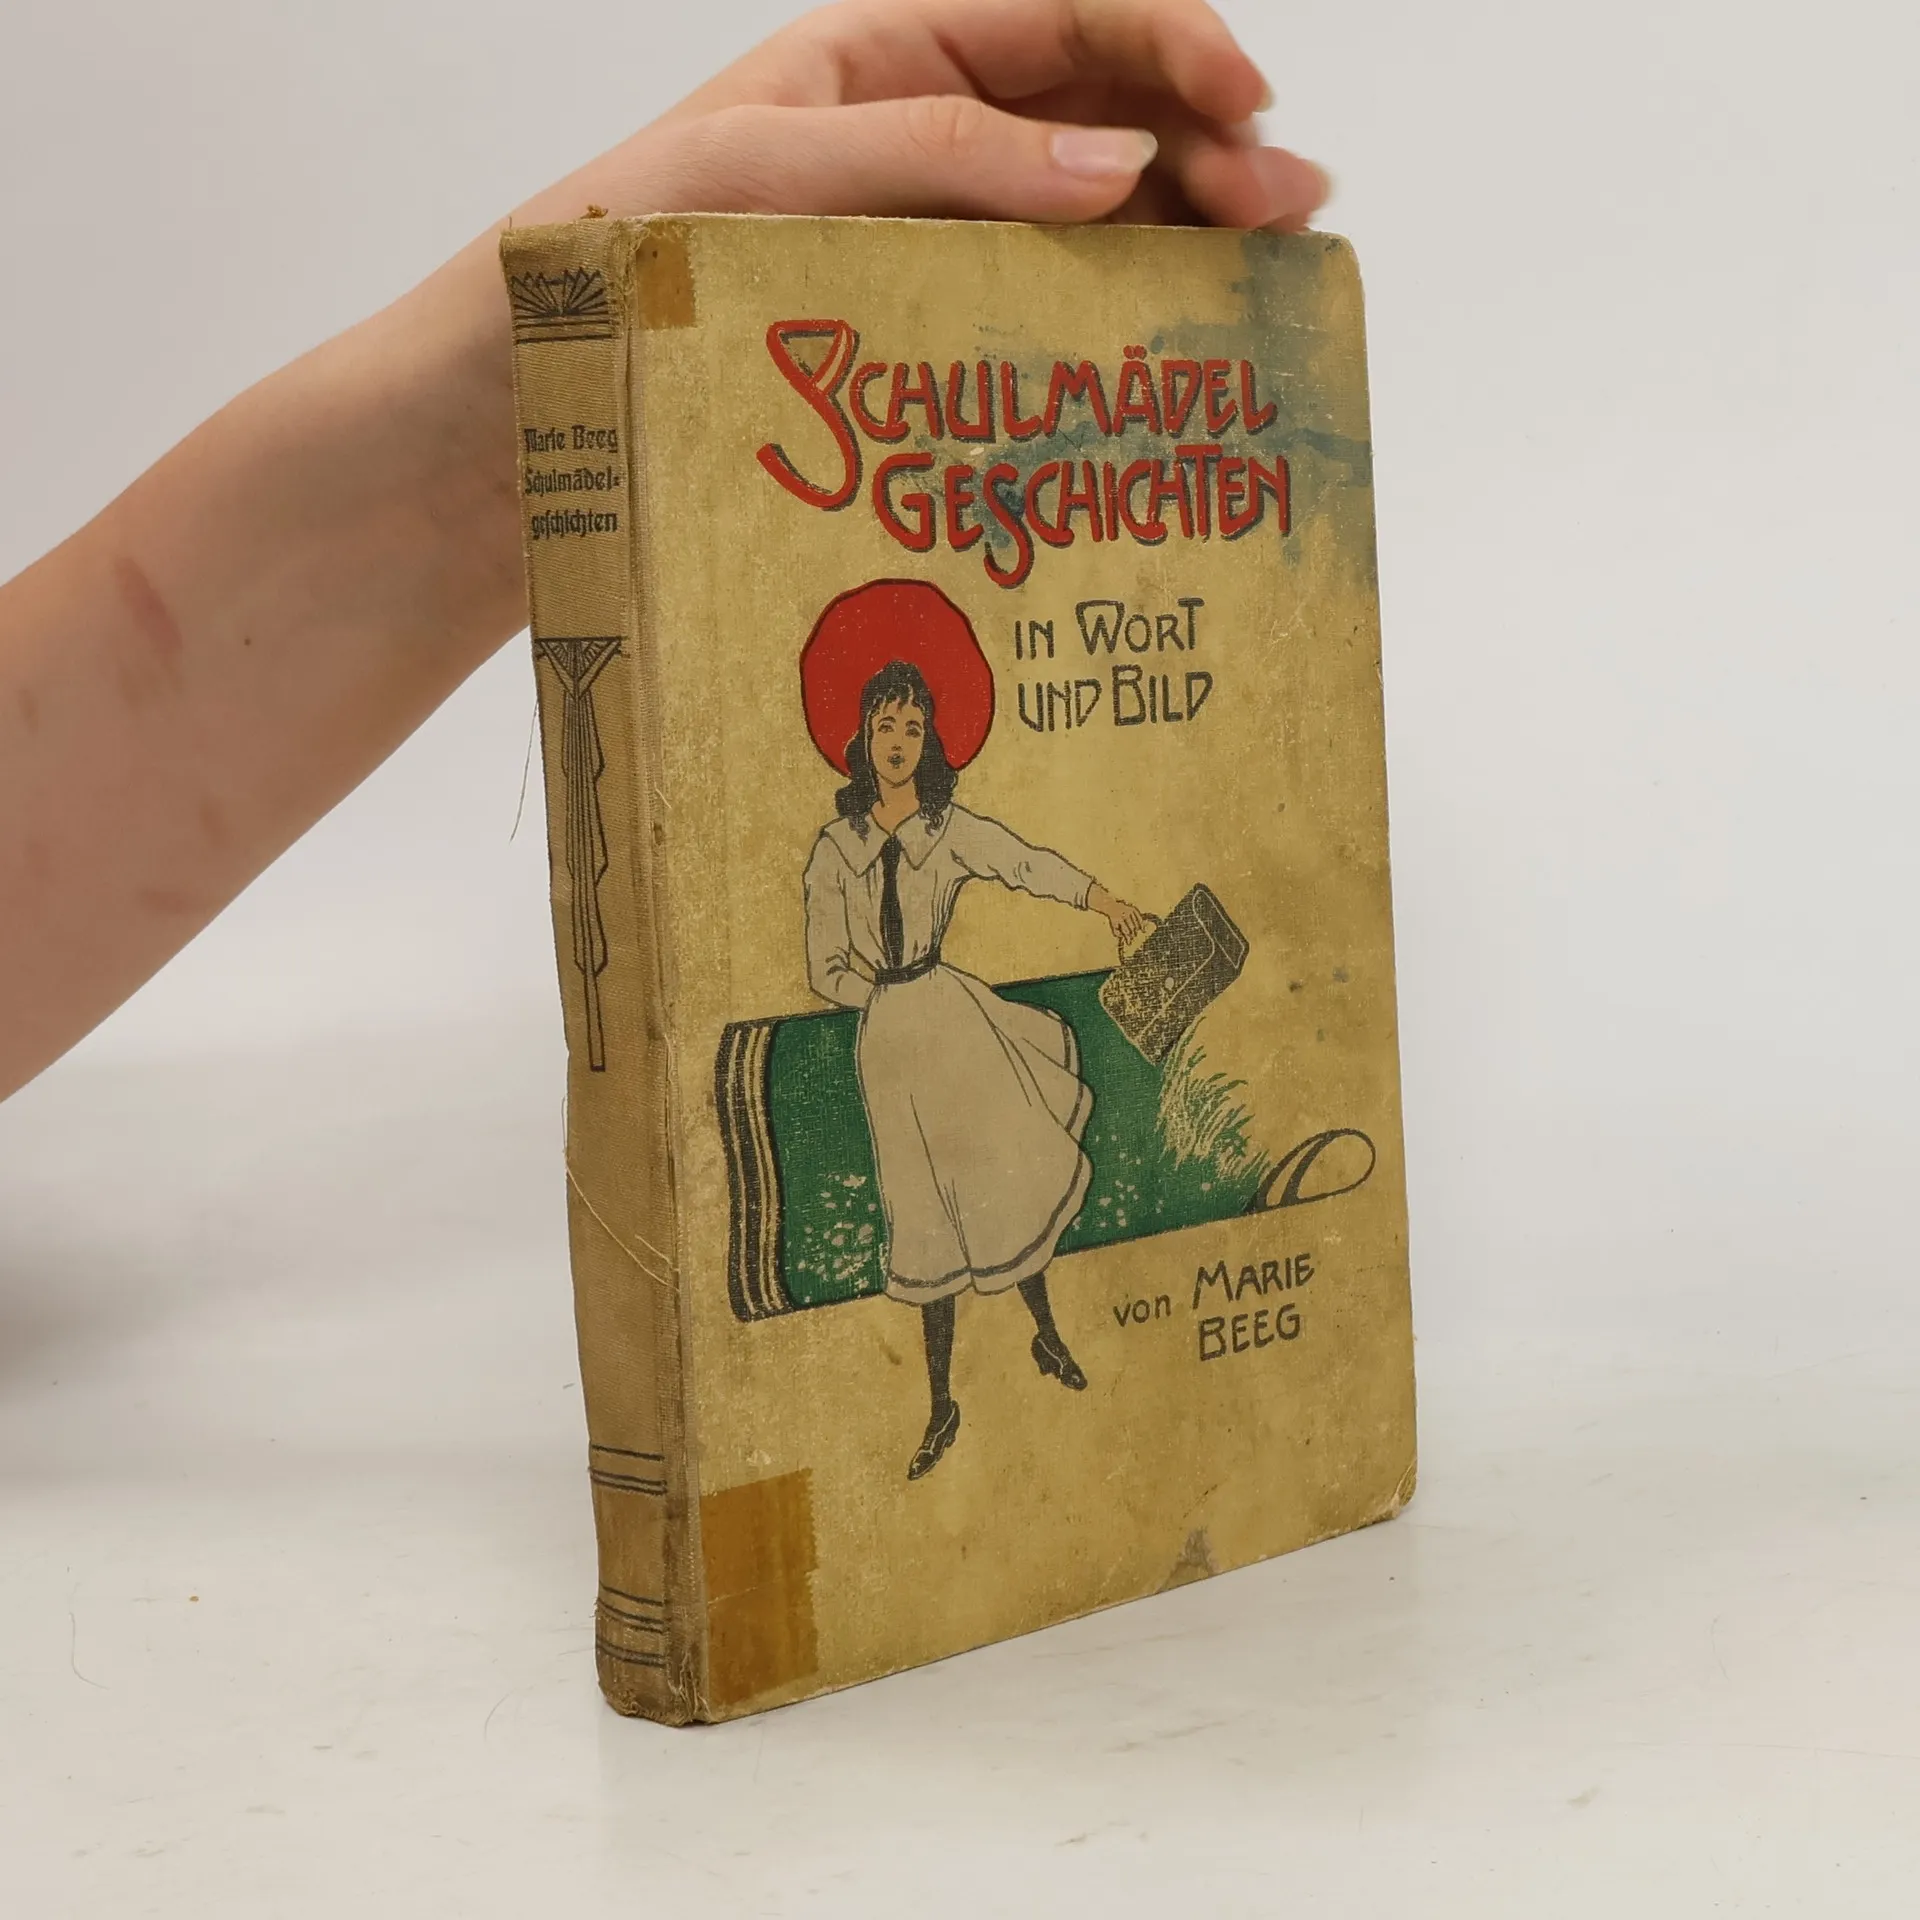 Marie Beeg
Schulmädel-
geschichten
SCHULMÄDEL
GESCHICHTEN
IN WORT
UND BILD
von MARIE
BEEG